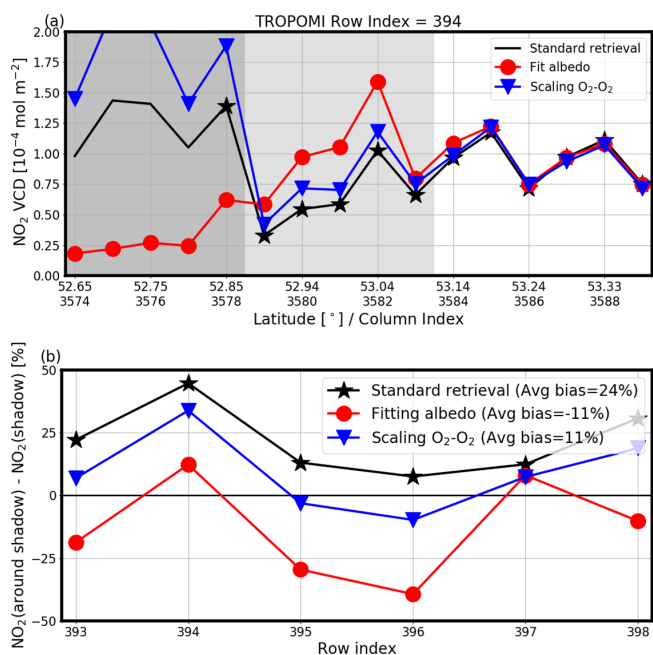 (a)
TROPOMI Row Index = 394
NO₂ VCD [10⁻⁴ mol m⁻²]
2.00
1.75
1.50
1.25
1.00
0.75
0.50
0.25
0.00
Standard retrieval
Fit albedo
Scaling O₂-O₂
52.65 52.75 52.85 52.94 53.04 53.14 53.24 53.33
3574 3576 3578 3580 3582 3584 3586 3588
Latitude [°] / Column Index
(b)
NO₂(around shadow) - NO₂(shadow) [%]
50
25
0
−25
−50
Standard retrieval (Avg bias=24%)
Fitting albedo (Avg bias=-11%)
Scaling O₂-O₂ (Avg bias=11%)
393 394 395 396 397 398
Row index